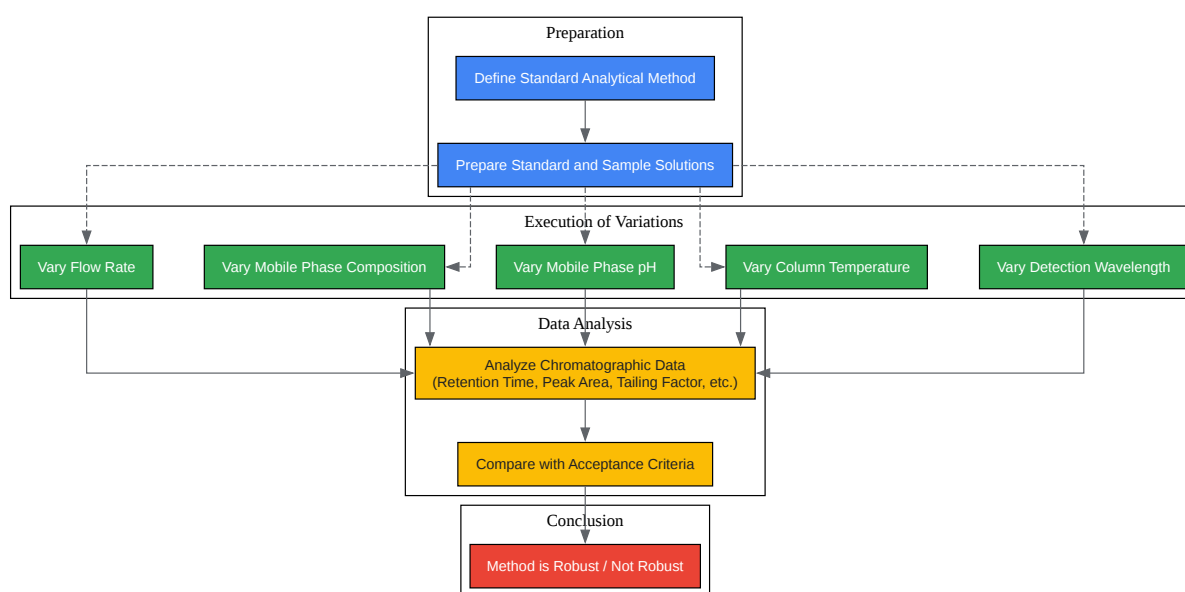 Preparation
Define Standard Analytical Method
Prepare Standard and Sample Solutions
Execution of Variations
Vary Flow Rate
Vary Mobile Phase Composition
Vary Mobile Phase pH
Vary Column Temperature
Vary Detection Wavelength
Data Analysis
Analyze Chromatographic Data
(Retention Time, Peak Area, Tailing Factor, etc.)
Compare with Acceptance Criteria
Conclusion
Method is Robust / Not Robust